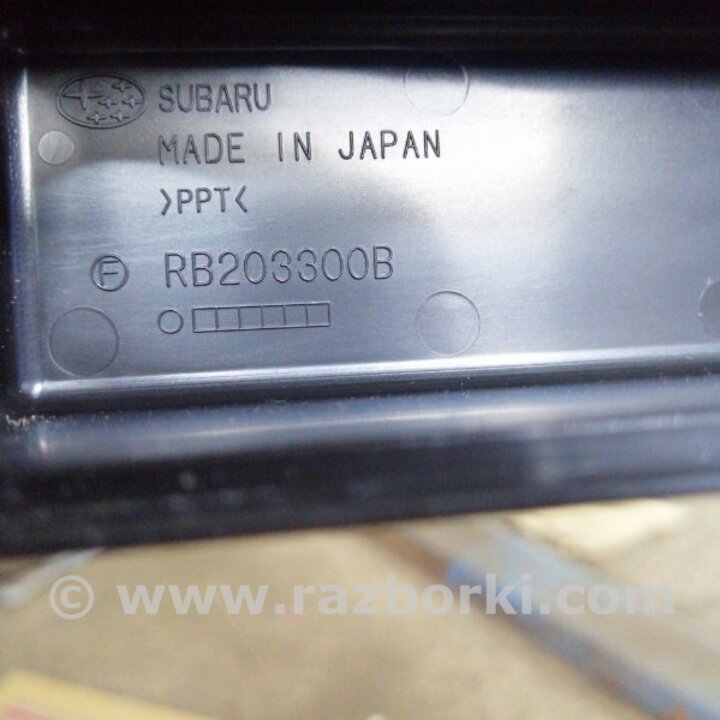 SUBARU
MADE IN JAPAN
>PPT<
F RB203300B
© www.razborki.com